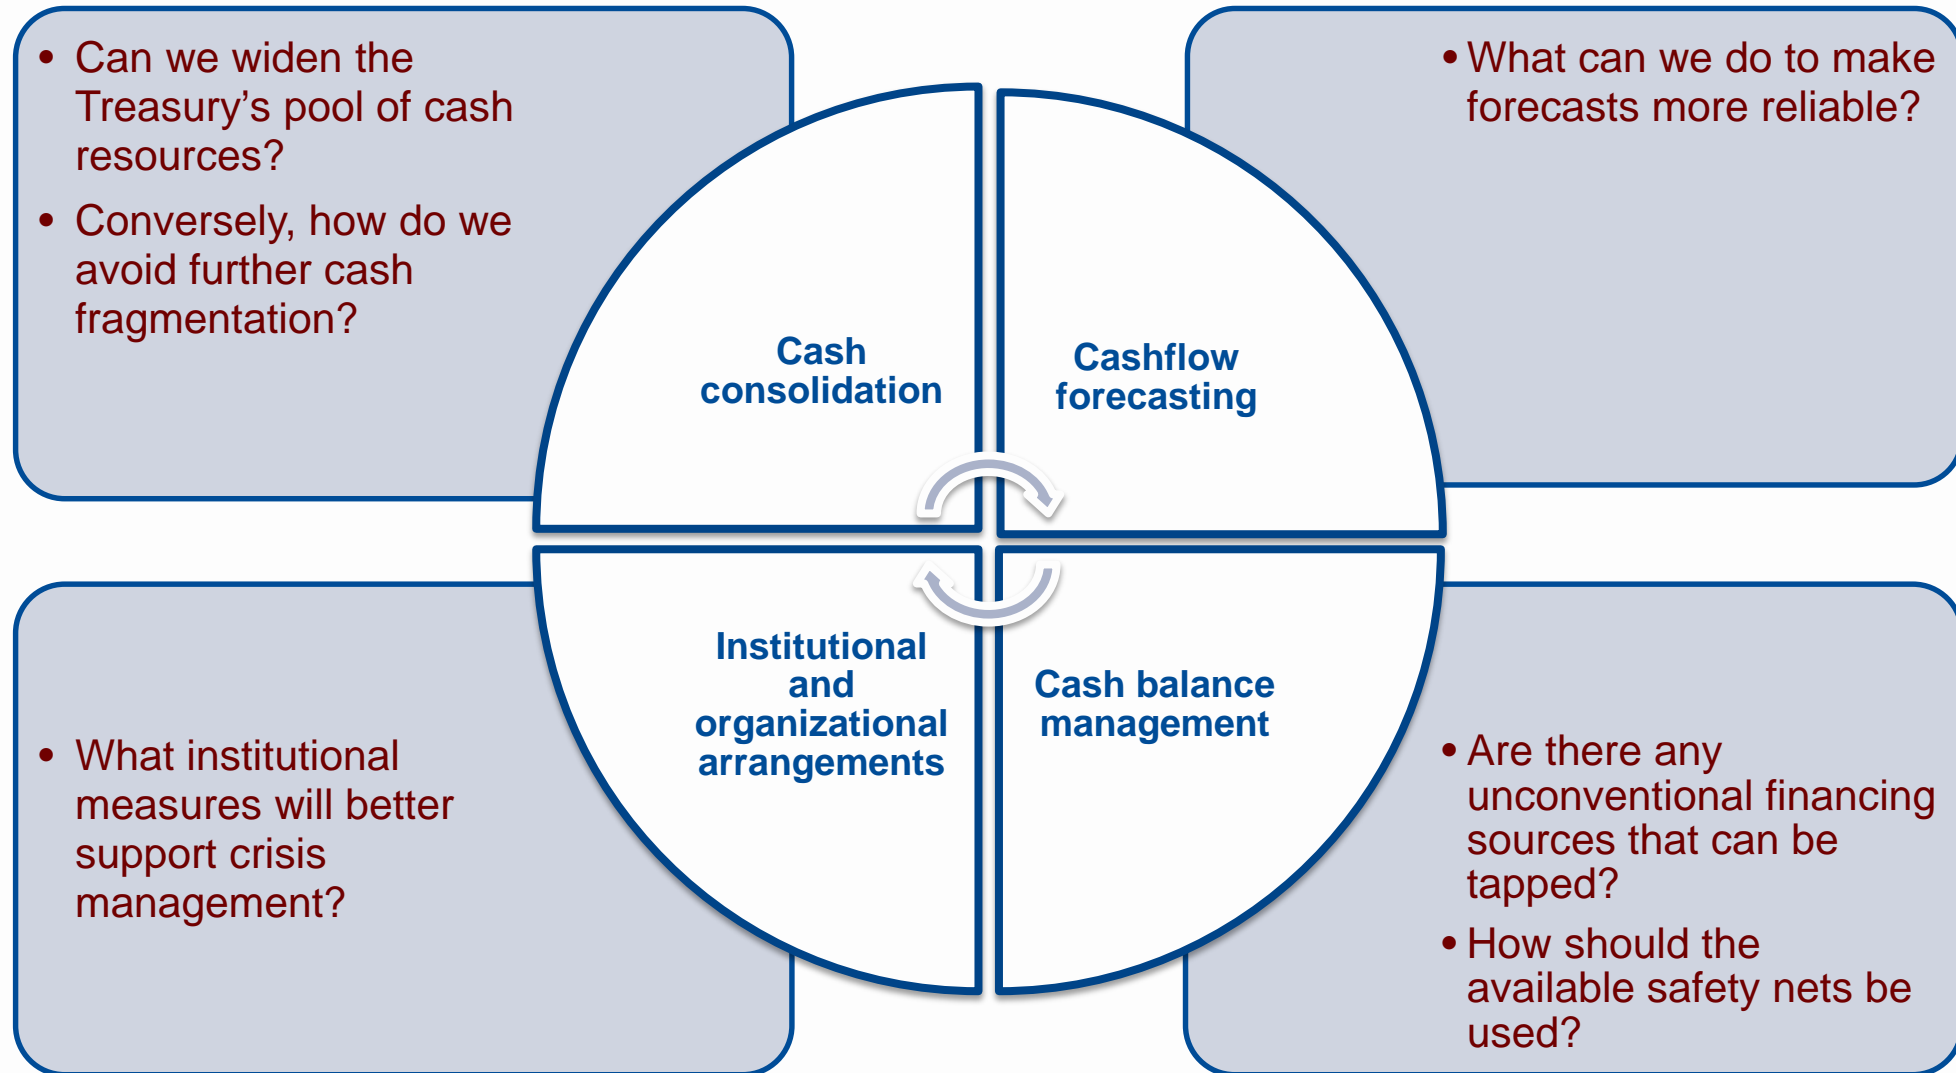 • Can we widen the
Treasury’s pool of cash
resources?
• Conversely, how do we
avoid further cash
fragmentation?
• What can we do to make
forecasts more reliable?
Cash
consolidation
Cashflow
forecasting
Institutional
and
organizational
arrangements
Cash balance
management
• What institutional
measures will better
support crisis
management?
• Are there any
unconventional financing
sources that can be
tapped?
• How should the
available safety nets be
used?